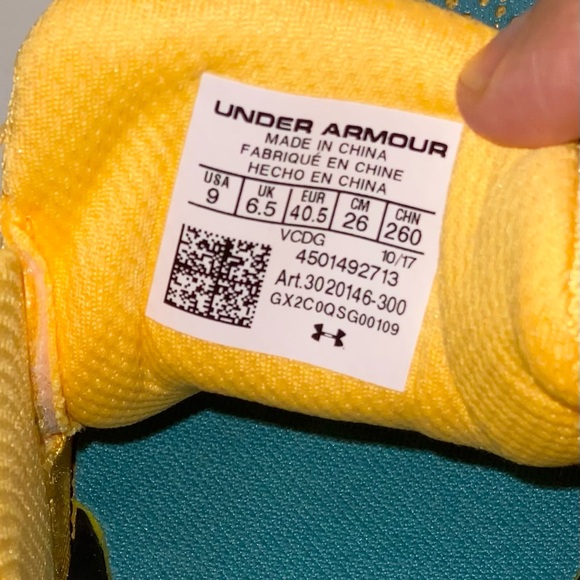 UNDER ARMOUR
MADE IN CHINA
FABRIQUÉ EN CHINE
HECHO EN CHINA
USA UK EUR CM CHN
9 6.5 40.5 26 260
VCDG 10/17
4501492713
Art.3020146-300
GX2C0QSG00109